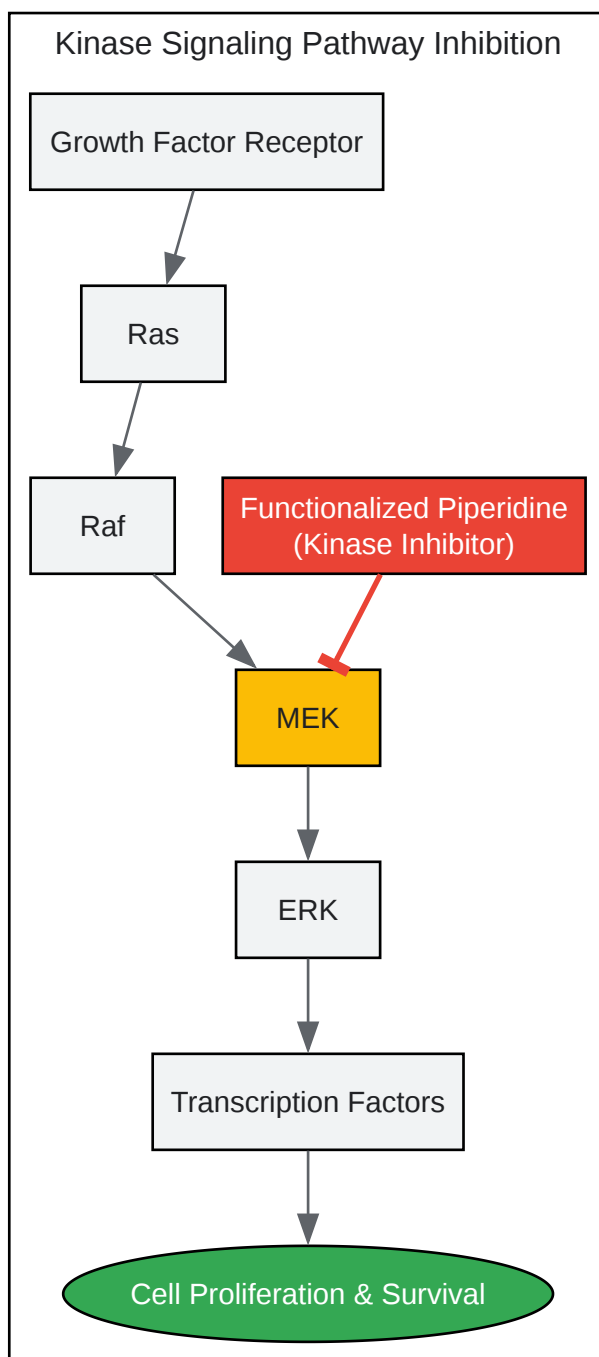 Kinase Signaling Pathway Inhibition
Growth Factor Receptor
Ras
Raf
Functionalized Piperidine
(Kinase Inhibitor)
MEK
ERK
Transcription Factors
Cell Proliferation & Survival